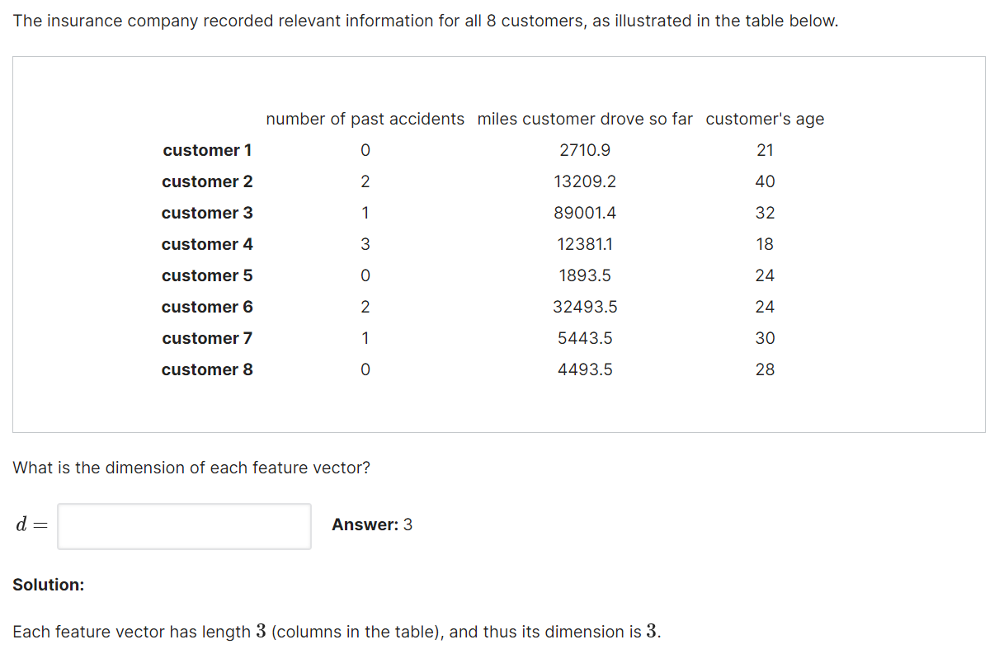 The insurance company recorded relevant information for all 8 customers, as illustrated in the table below.
number of past accidents miles customer drove so far customer's age
customer 1 0 2710.9 21
customer 2 2 13209.2 40
customer 3 1 89001.4 32
customer 4 3 12381.1 18
customer 5 0 1893.5 24
customer 6 2 32493.5 24
customer 7 1 5443.5 30
customer 8 0 4493.5 28
What is the dimension of each feature vector?
d = Answer: 3
Solution:
Each feature vector has length 3 (columns in the table), and thus its dimension is 3.